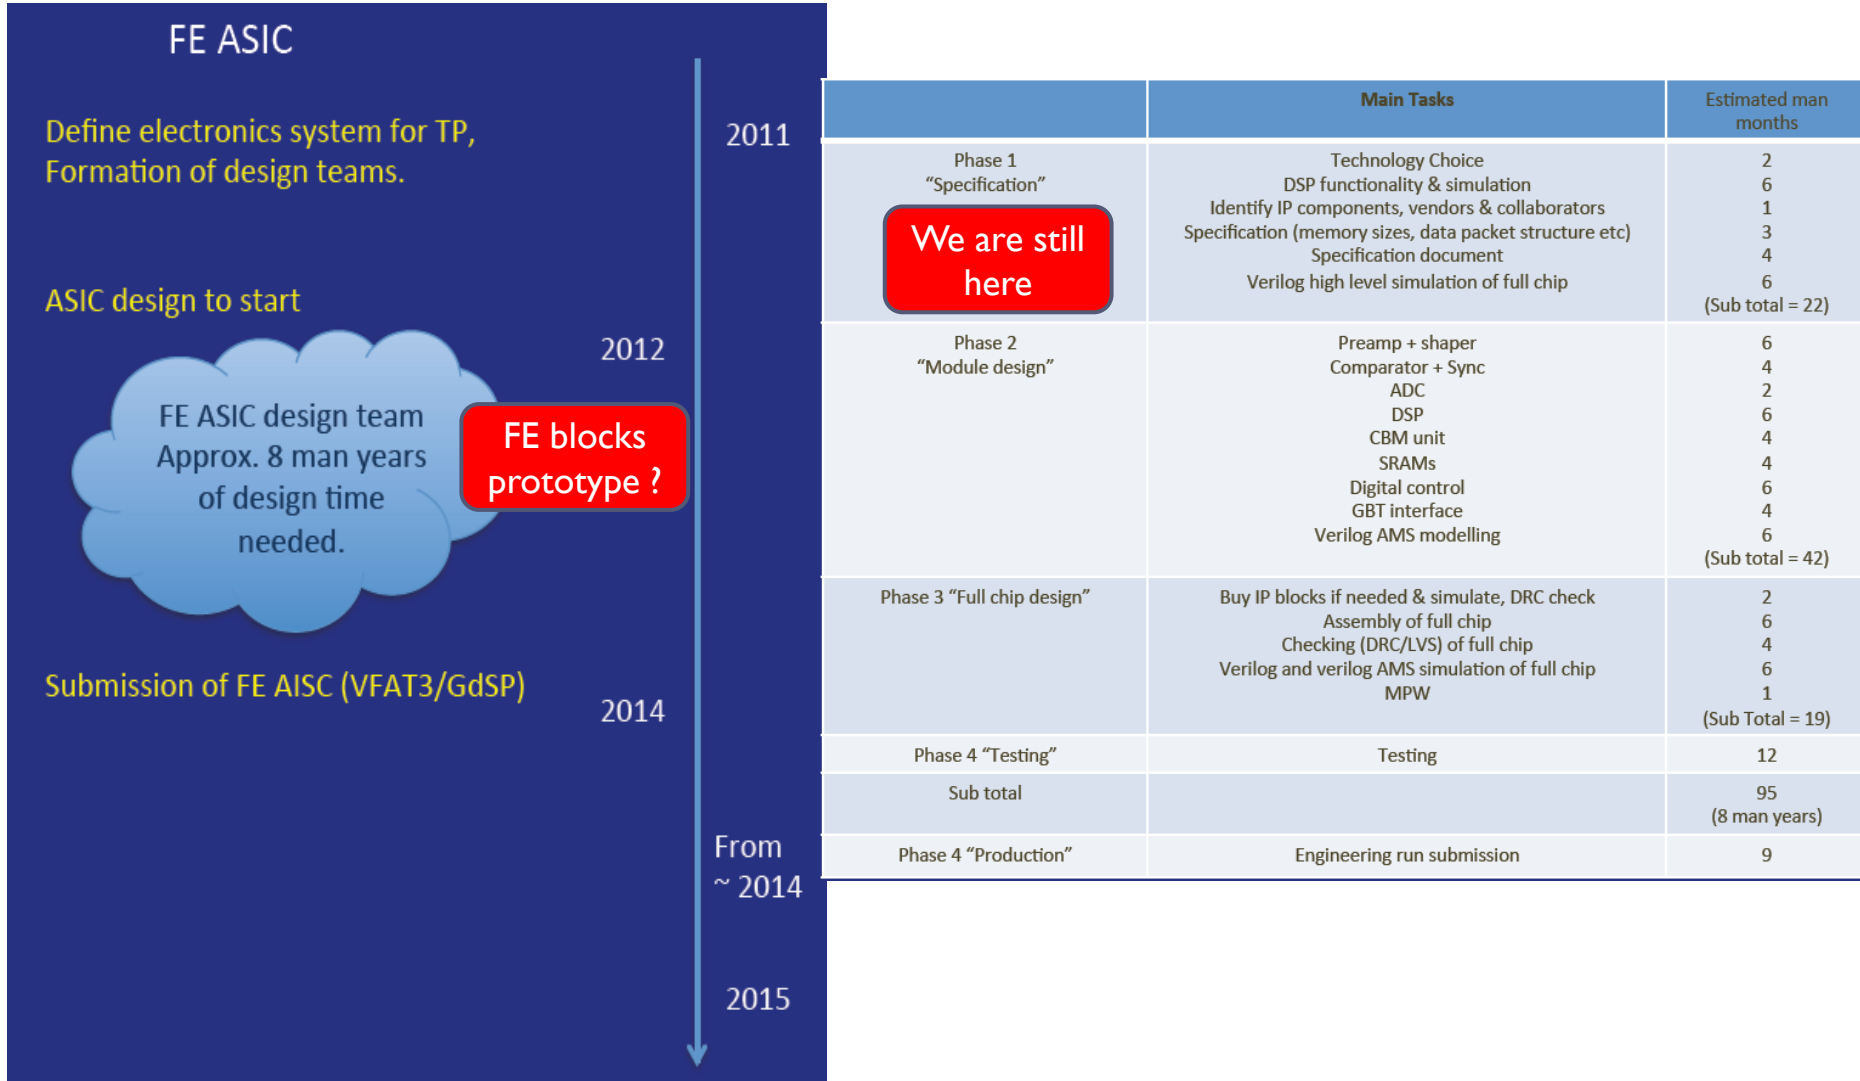 FE ASIC
Define electronics system for TP,
Formation of design teams.
2011
ASIC design to start
2012
FE ASIC design team
Approx. 8 man years
of design time
needed.
FE blocks
prototype ?
Submission of FE AISC (VFAT3/GdSP)
2014
From
~ 2014
2015
Main Tasks
Estimated man
months
Phase 1
“Specification”
We are still
here
Technology Choice 2
DSP functionality & simulation 6
Identify IP components, vendors & collaborators 1
Specification (memory sizes, data packet structure etc) 3
Specification document 4
Verilog high level simulation of full chip 6
(Sub total = 22)
Phase 2
“Module design”
Preamp + shaper 6
Comparator + Sync 4
ADC 2
DSP 6
CBM unit 4
SRAMs 4
Digital control 6
GBT interface 4
Verilog AMS modelling 6
(Sub total = 42)
Phase 3 “Full chip design”
Buy IP blocks if needed & simulate, DRC check 2
Assembly of full chip 6
Checking (DRC/LVS) of full chip 4
Verilog and verilog AMS simulation of full chip 6
MPW 1
(Sub Total = 19)
Phase 4 “Testing” Testing 12
Sub total 95
(8 man years)
Phase 4 “Production” Engineering run submission 9